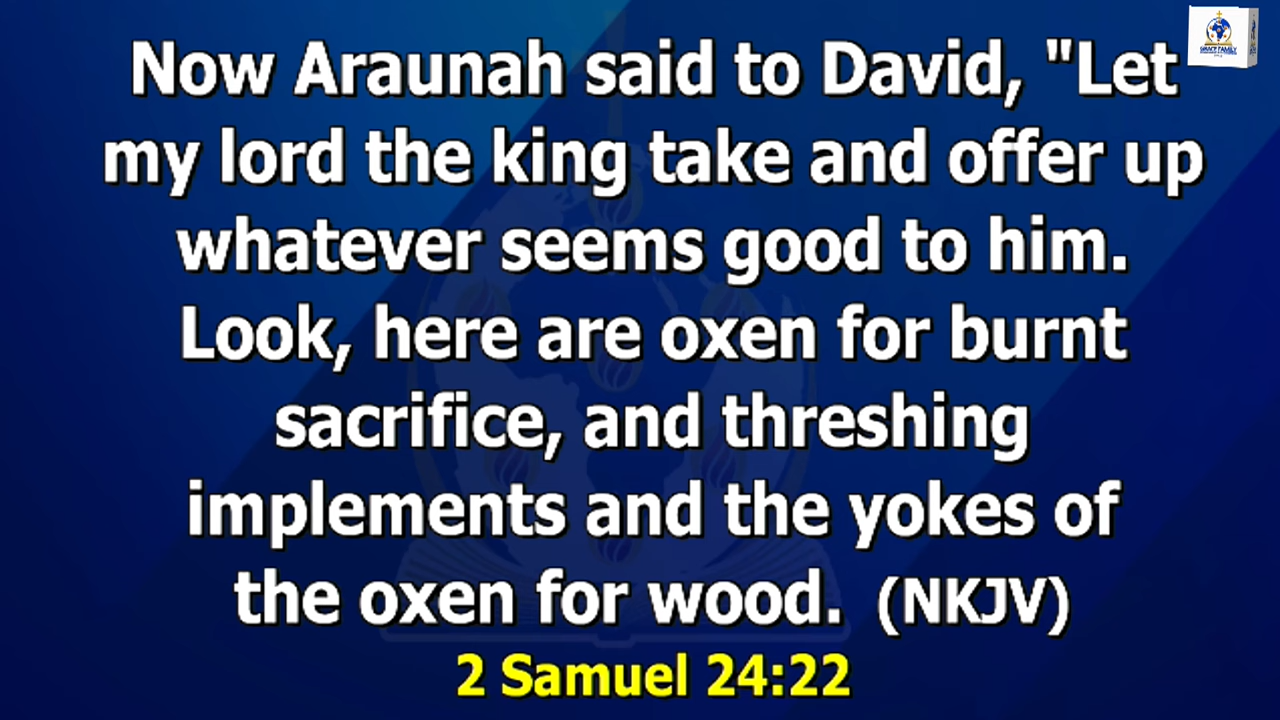 Now Araunah said to David, "Let
my lord the king take and offer up
whatever seems good to him.
Look, here are oxen for burnt
sacrifice, and threshing
implements and the yokes of
the oxen for wood.  (NKJV)
2 Samuel 24:22
GRACE FAMILY